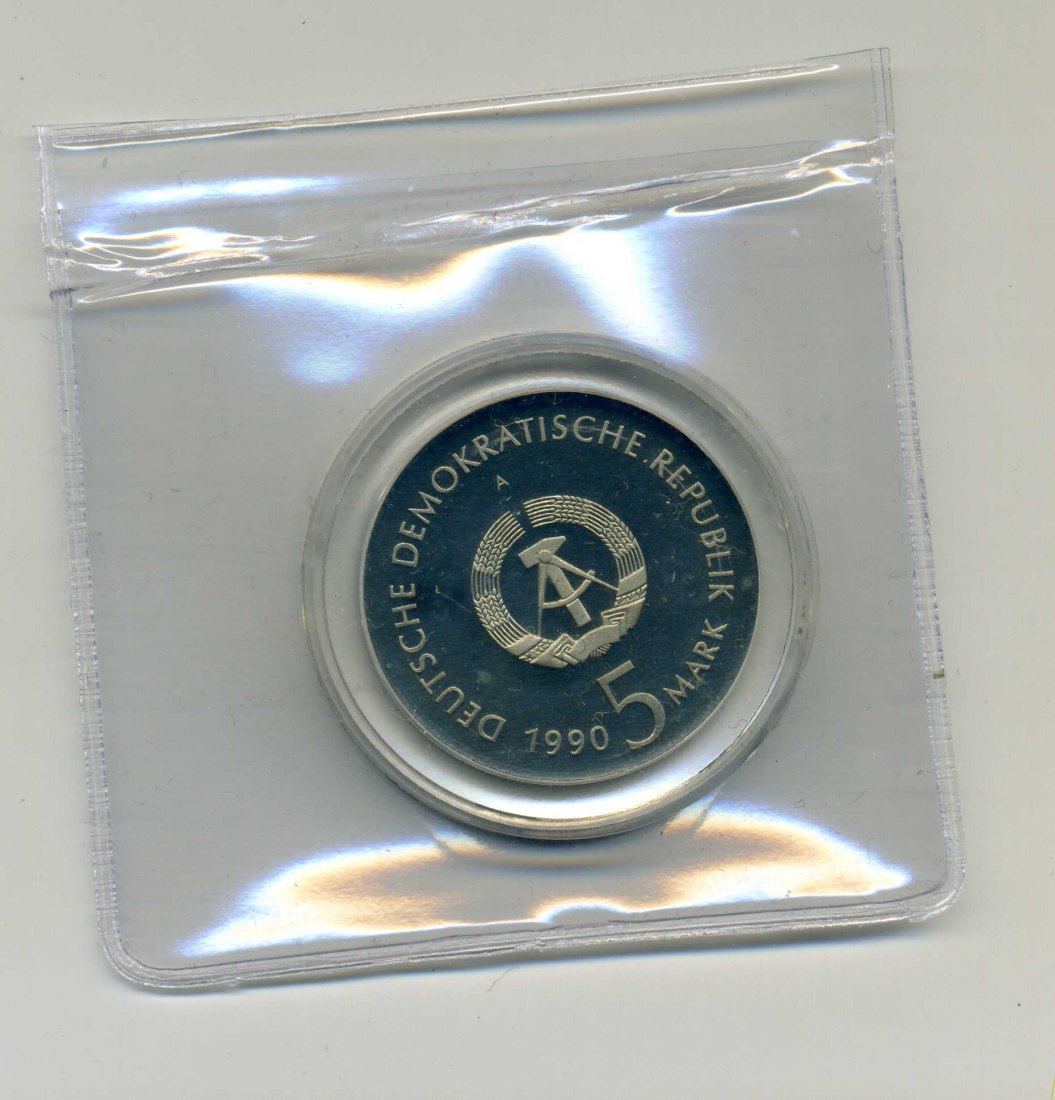 DEUTSCHE DEMOKRATISCHE REPUBLIK
A
1990 5 MARK